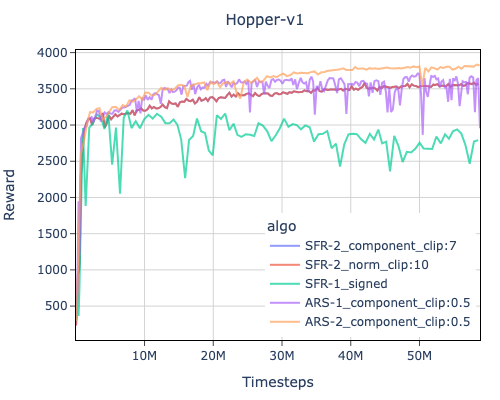 Hopper-v1
4000
3500
3000
2500
2000
1500
1000
500
Reward
algo
SFR-2_component_clip:7
SFR-2_norm_clip:10
SFR-1_signed
ARS-1_component_clip:0.5
ARS-2_component_clip:0.5
10M 20M 30M 40M 50M
Timesteps